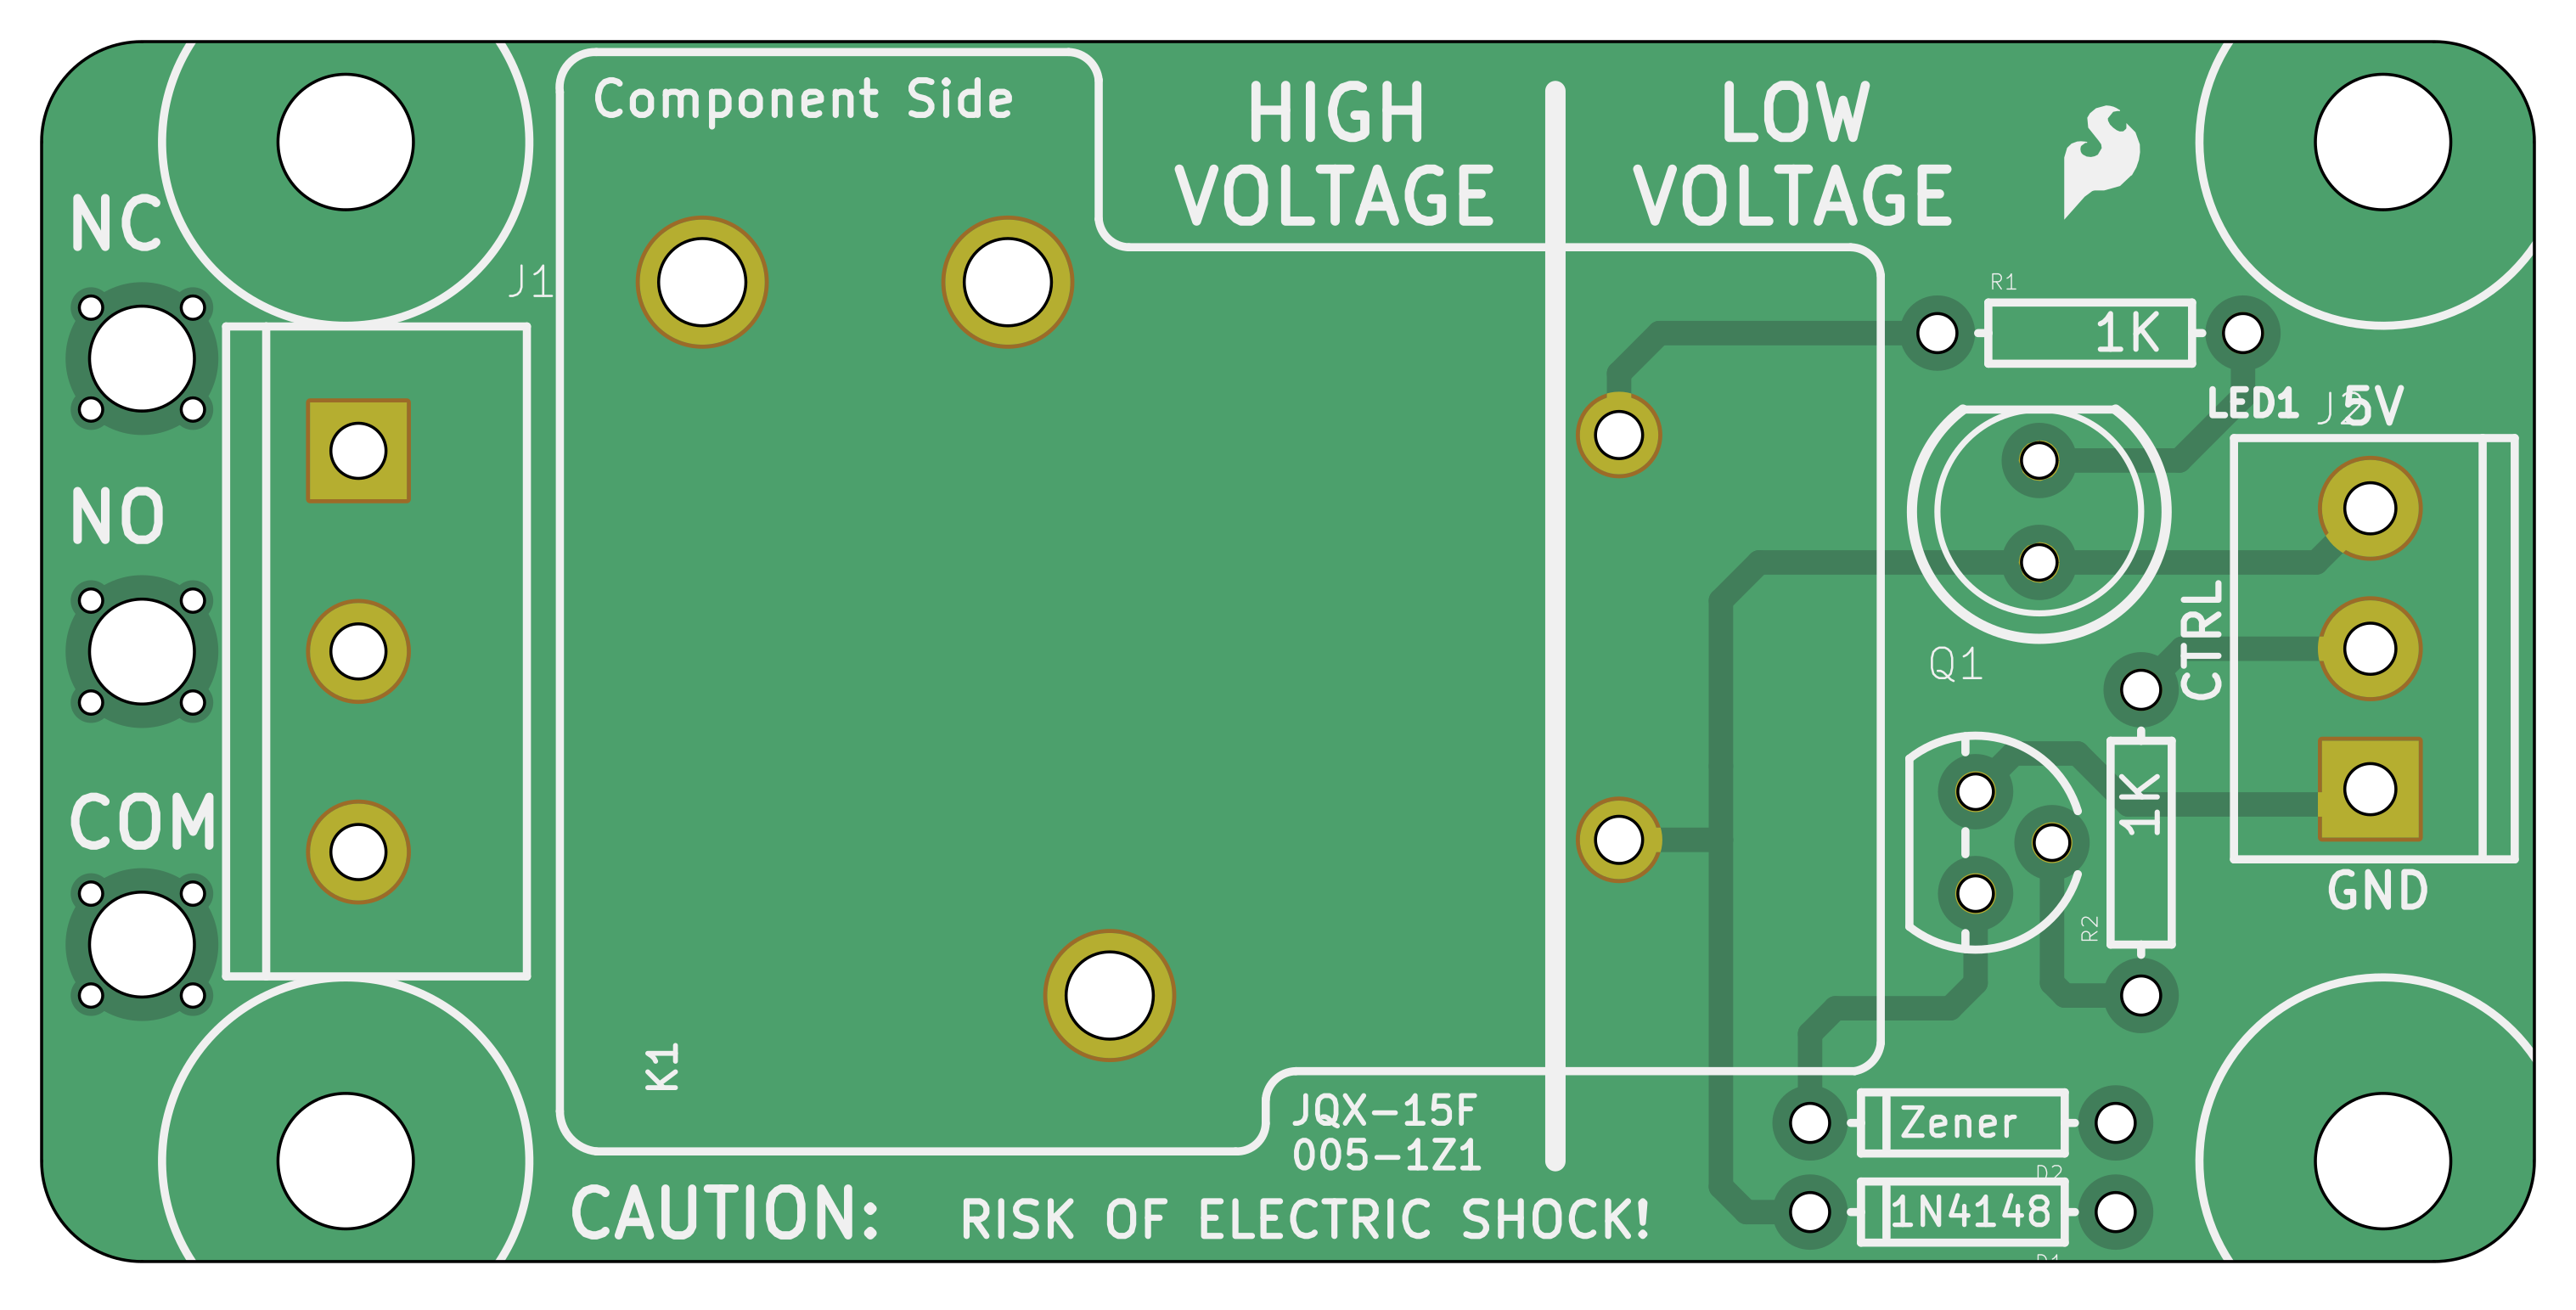 Component Side
HIGH
VOLTAGE
LOW
VOLTAGE
NC
J1
R1
1K
LED1
J2
5V
NO
CTRL
Q1
1K
COM
GND
R2
K1
JQX-15F
005-1Z1
Zener
D2
1N4148
D1
CAUTION: RISK OF ELECTRIC SHOCK!